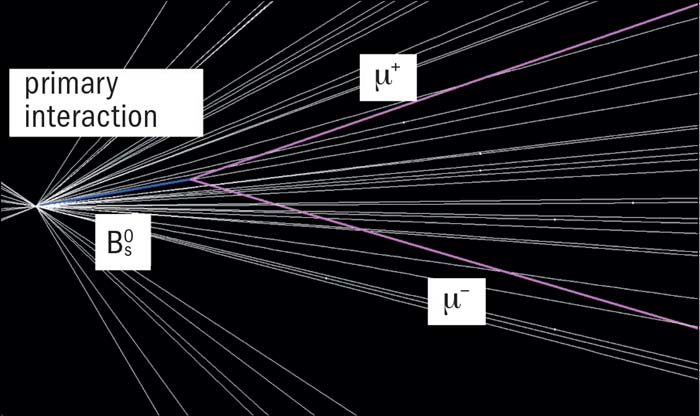 primary
interaction
μ⁺
B⁰ₛ
μ⁻